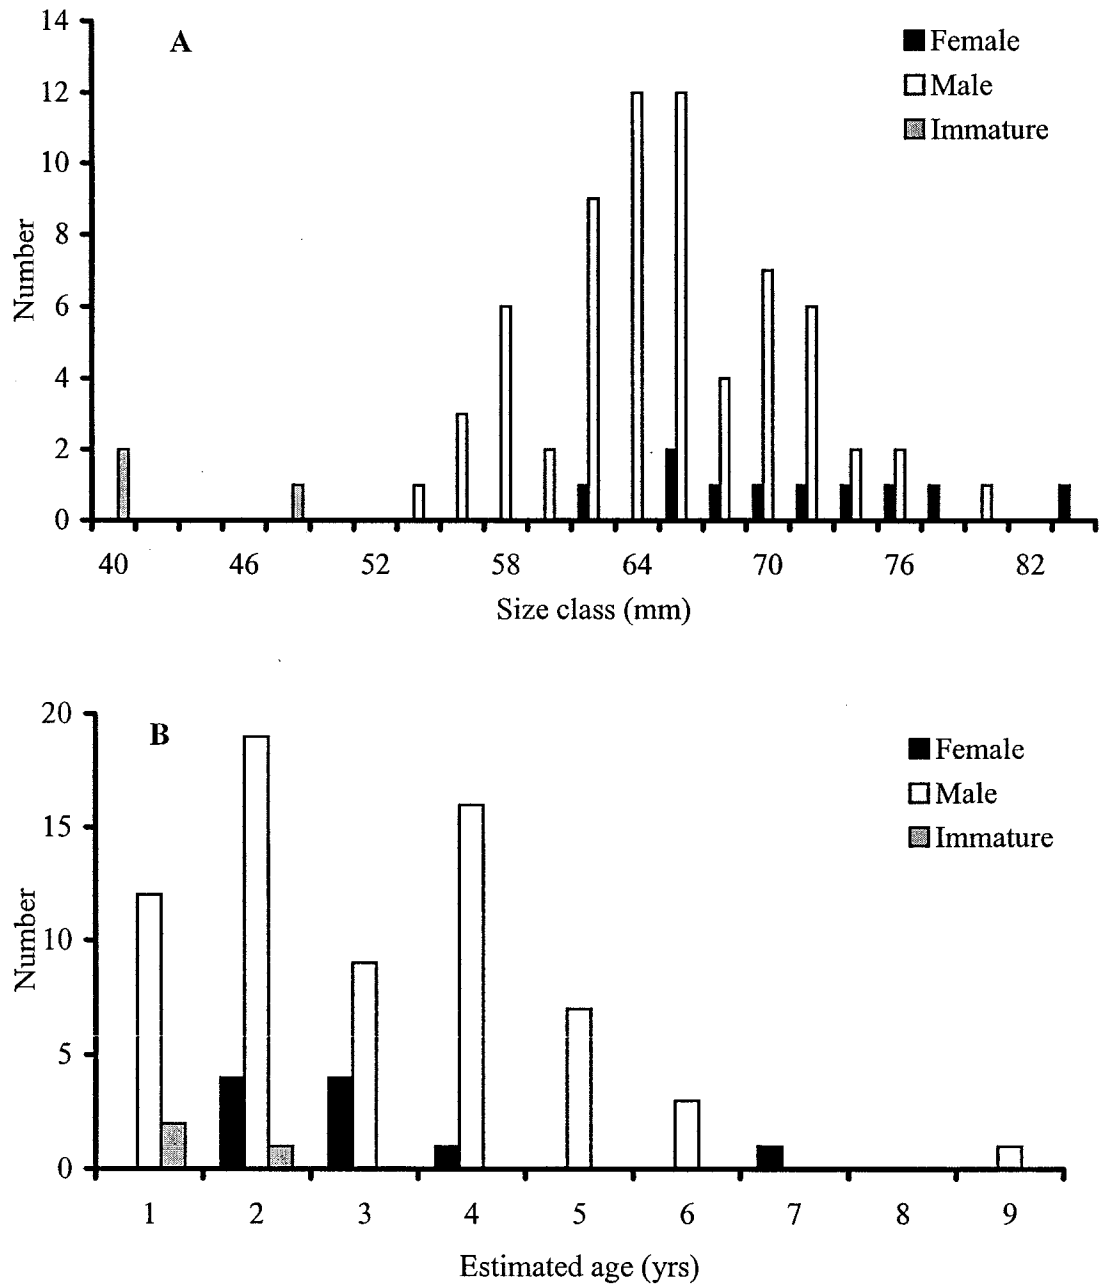 A
Female
Male
Immature
14
12
10
8
6
4
2
0
Number
40 46 52 58 64 70 76 82
Size class (mm)
B
Female
Male
Immature
20
15
10
5
0
Number
1 2 3 4 5 6 7 8 9
Estimated age (yrs)